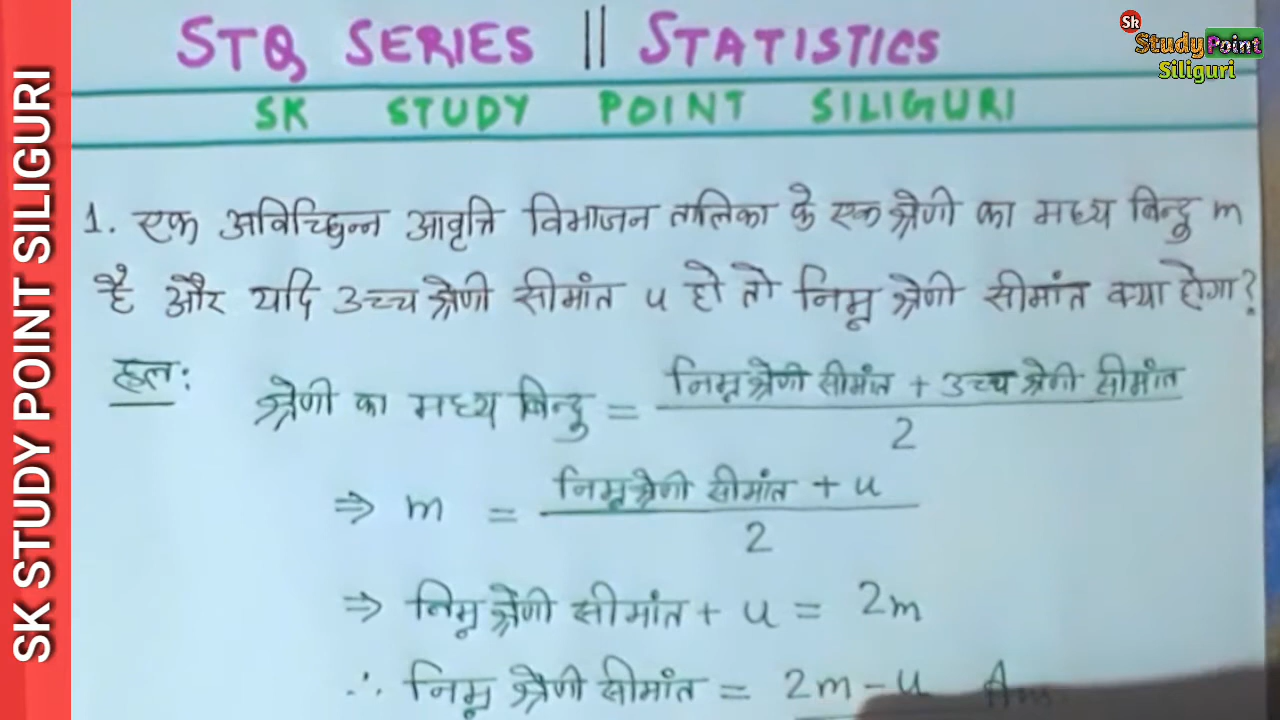 STQ SERIES || STATISTICS
Sk
Study Point
Siliguri
SK STUDY POINT SILIGURI
SK STUDY POINT SILIGURI
1. एक अविच्छिन्न आवृत्ति विभाजन तालिका के एक श्रेणी का मध्य बिन्दु m
है और यदि उच्च श्रेणी सीमांत u हो तो निम्न श्रेणी सीमांत क्या होगा?
हल:
श्रेणी का मध्य बिन्दु = निम्न श्रेणी सीमांत + उच्च श्रेणी सीमांत
2
⇒ m = निम्न श्रेणी सीमांत + u
2
⇒ निम्न श्रेणी सीमांत + u = 2m
∴ निम्न श्रेणी सीमांत = 2m - u